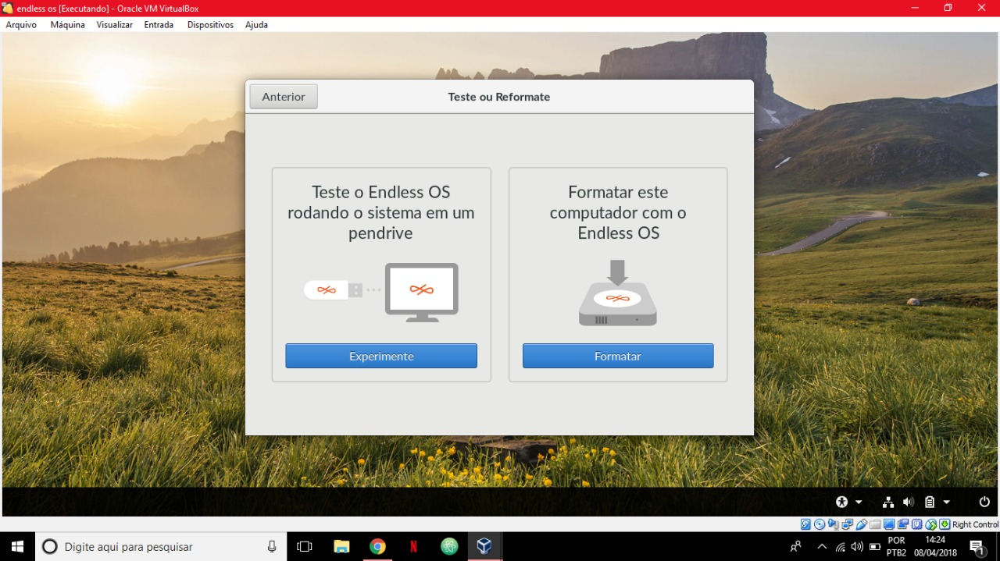 endless os [Executando] - Oracle VM VirtualBox
Arquivo Máquina Visualizar Entrada Dispositivos Ajuda
Anterior
Teste ou Reformate
Teste o Endless OS
rodando o sistema em um
pendrive
Experimente
Formatar este
computador com o
Endless OS
Formatar
Right Control
Digite aqui para pesquisar
N
POR
PTB2
14:24
08/04/2018
1